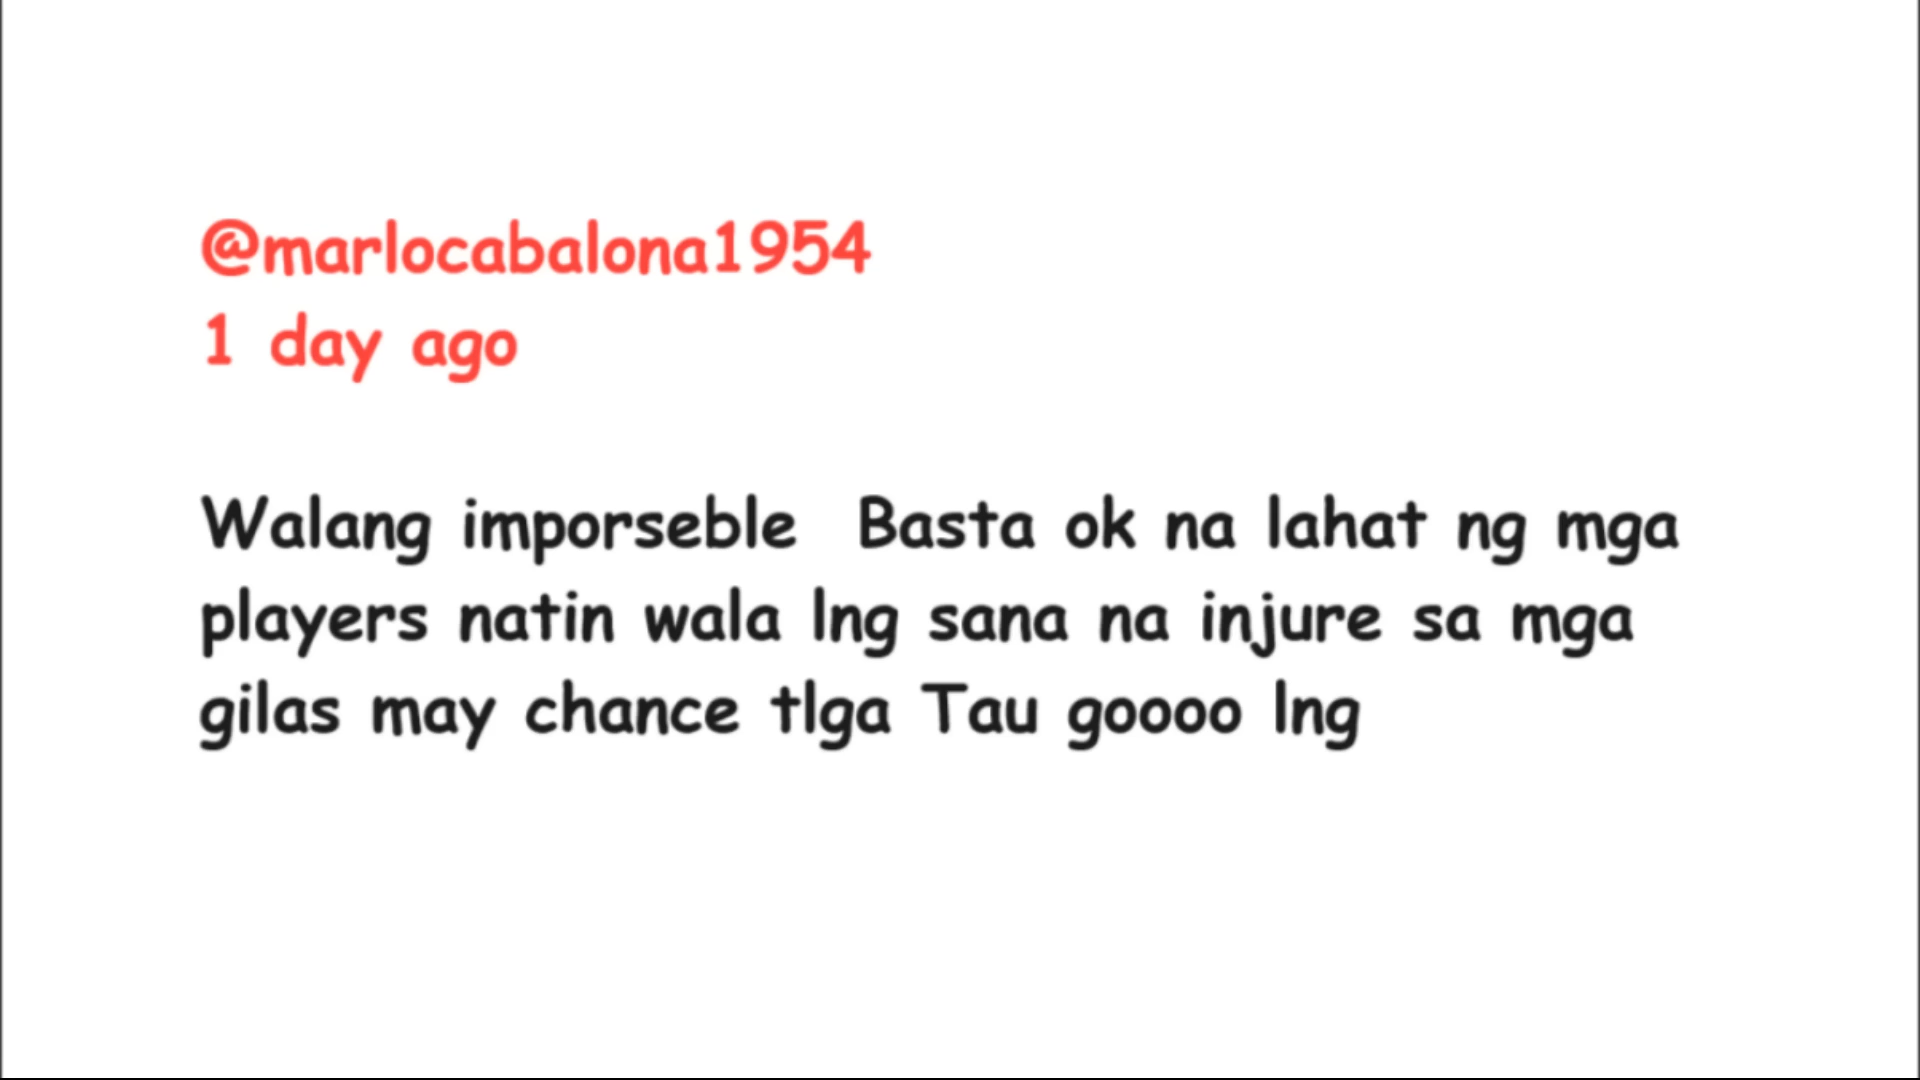 @marlocabalona1954
1 day ago
Walang imporseble  Basta ok na lahat ng mga
players natin wala lng sana na injure sa mga
gilas may chance tlga Tau goooo lng